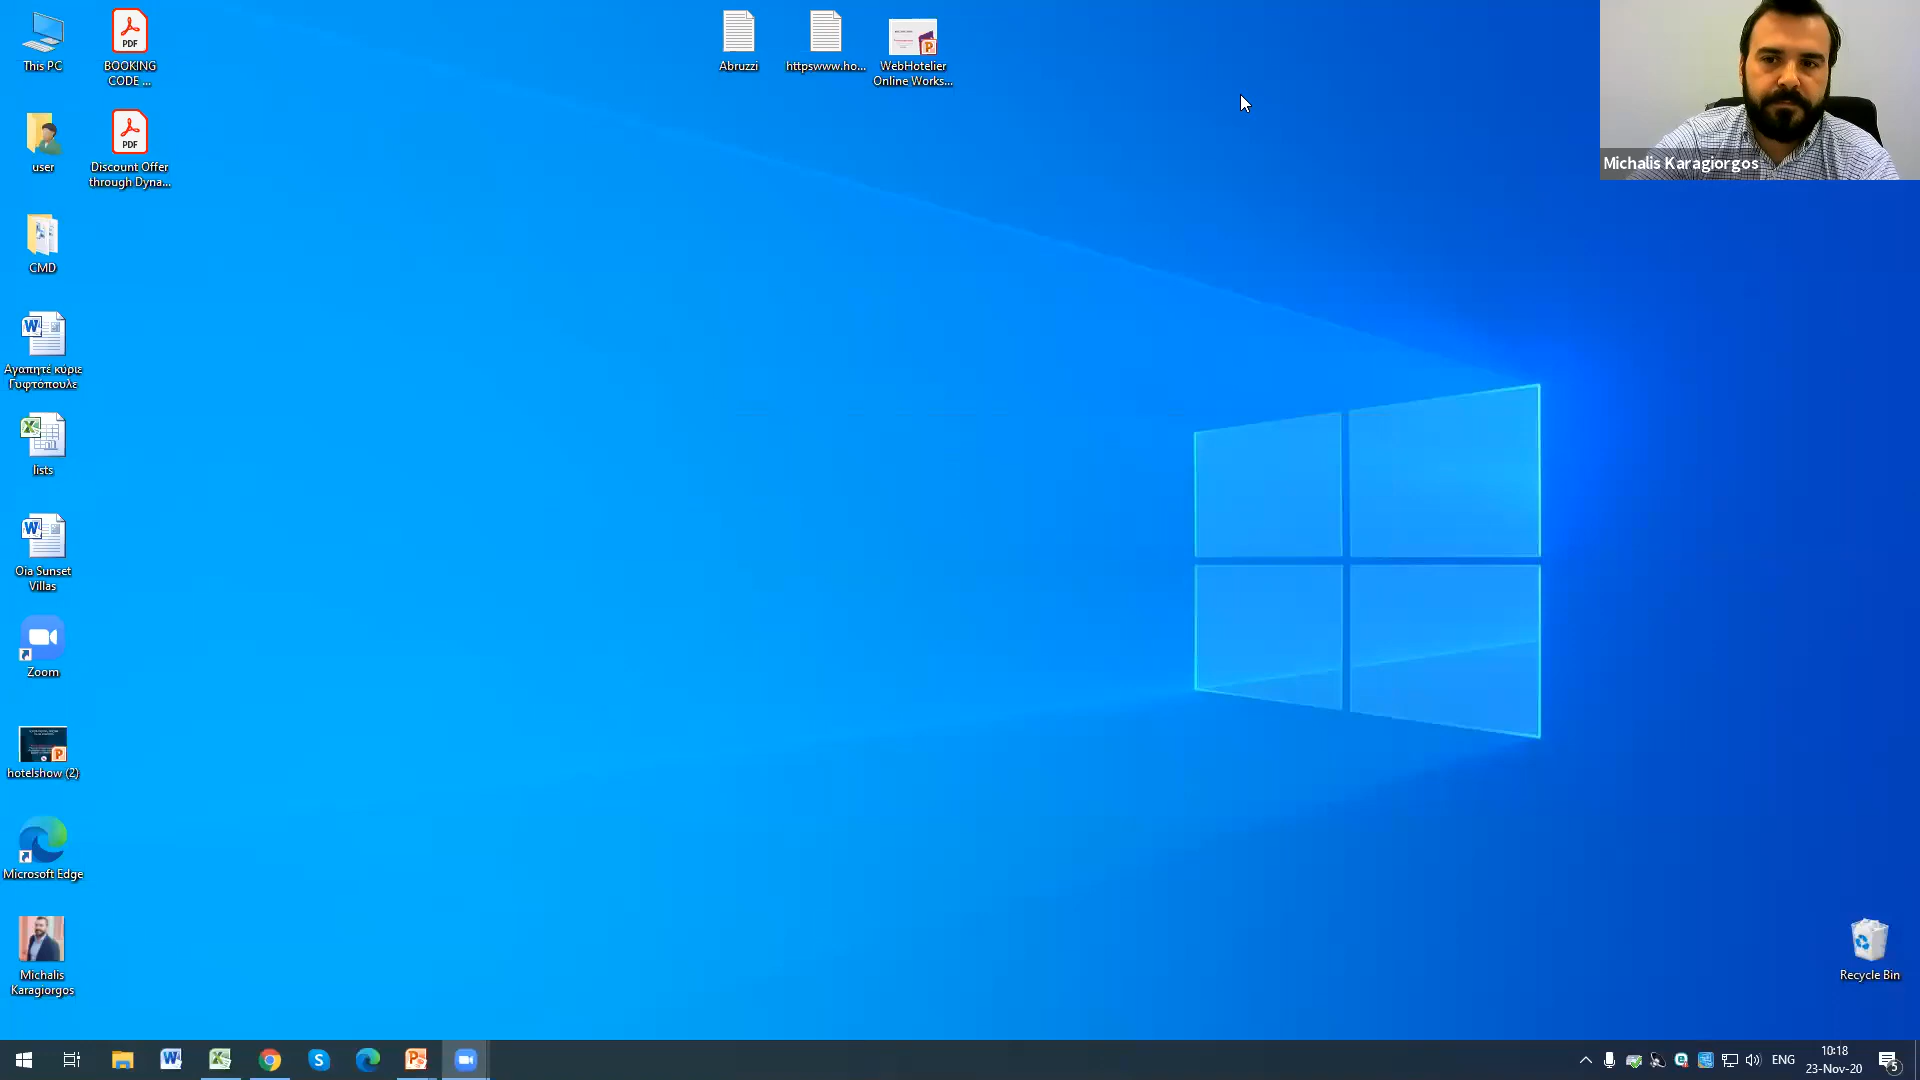 This PC
BOOKING
CODE ...
Abruzzi
httpswww.ho...
WebHotelier
Online Works...
Michalis Karagiorgos
user
Discount Offer
through Dyna...
CMD
Αγαπητέ κύριε
Γυφτόπουλε
lists
Oia Sunset
Villas
Zoom
hotelshow (2)
Microsoft Edge
Michalis
Karagiorgos
Recycle Bin
ENG
10:18
23-Nov-20
5